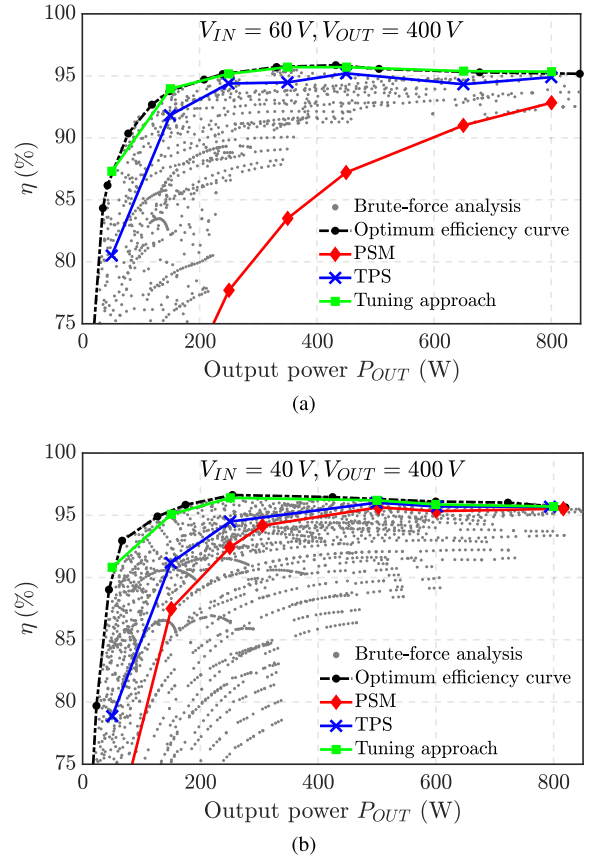 V_IN = 60 V, V_OUT = 400 V
100
95
90
85
80
75
η (%)
Brute-force analysis
Optimum efficiency curve
PSM
TPS
Tuning approach
0 200 400 600 800
Output power P_OUT (W)
(a)
V_IN = 40 V, V_OUT = 400 V
100
95
90
85
80
75
η (%)
Brute-force analysis
Optimum efficiency curve
PSM
TPS
Tuning approach
0 200 400 600 800
Output power P_OUT (W)
(b)